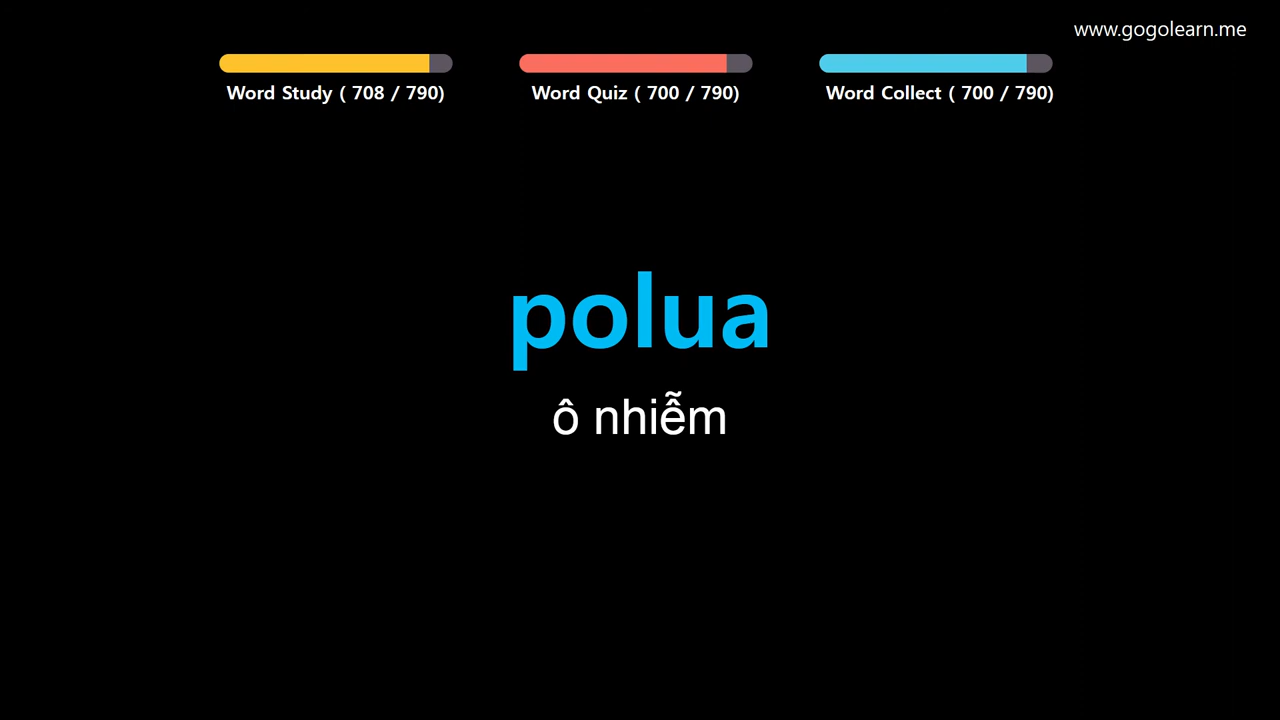 www.gogolearn.me
Word Study ( 708 / 790)
Word Quiz ( 700 / 790)
Word Collect ( 700 / 790)
polua
ô nhiễm